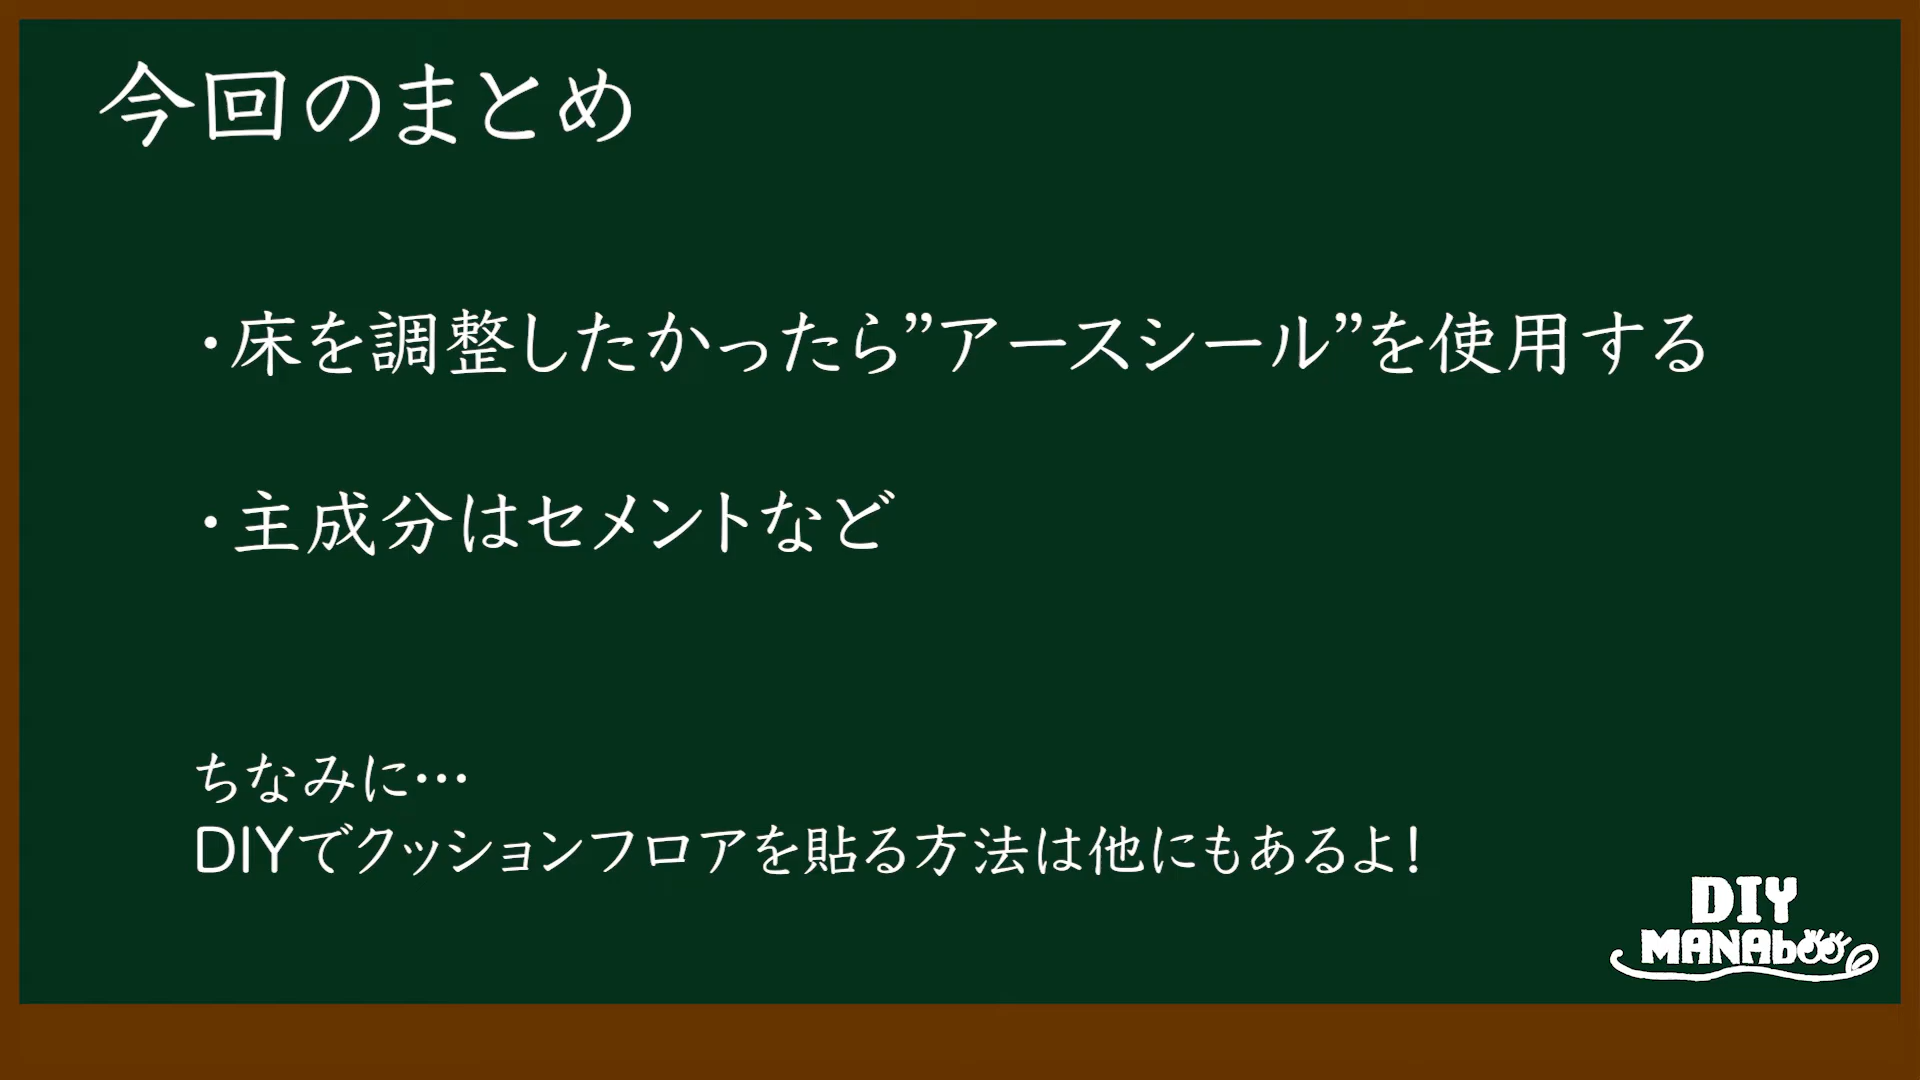 今回のまとめ
・床を調整したかったら”アースシール”を使用する
・主成分はセメントなど
ちなみに…
DIYでクッションフロアを貼る方法は他にもあるよ！
DIY
MANAboo